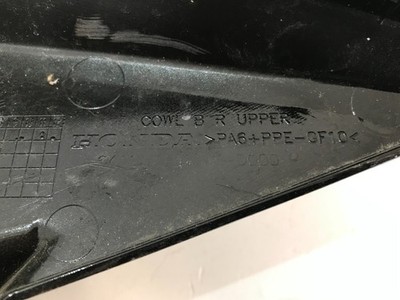 COWL B R UPPER
HONDA >PA6+PPE-GF10<